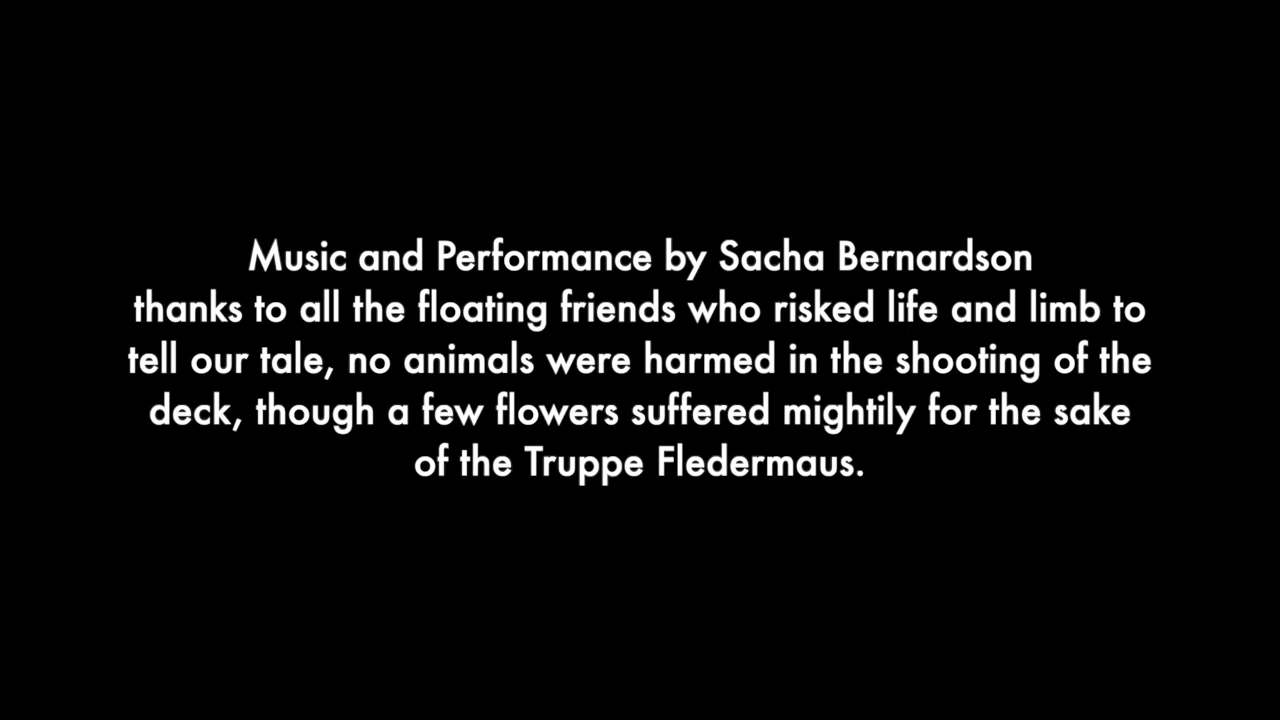 Music and Performance by Sacha Bernardson
thanks to all the floating friends who risked life and limb to
tell our tale, no animals were harmed in the shooting of the
deck, though a few flowers suffered mightily for the sake
of the Truppe Fledermaus.